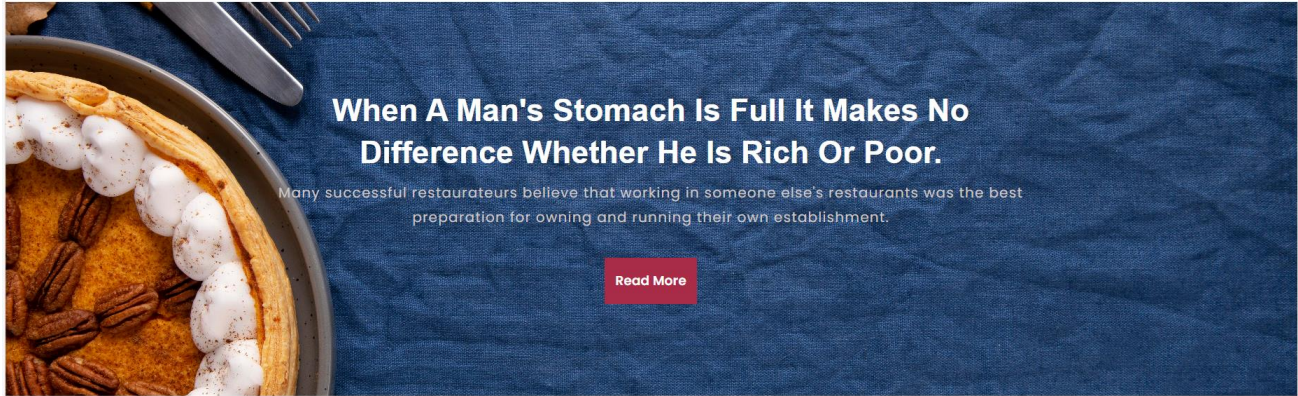 When A Man's Stomach Is Full It Makes No
Difference Whether He Is Rich Or Poor.
Many successful restaurateurs believe that working in someone else's restaurants was the best
preparation for owning and running their own establishment.
Read More